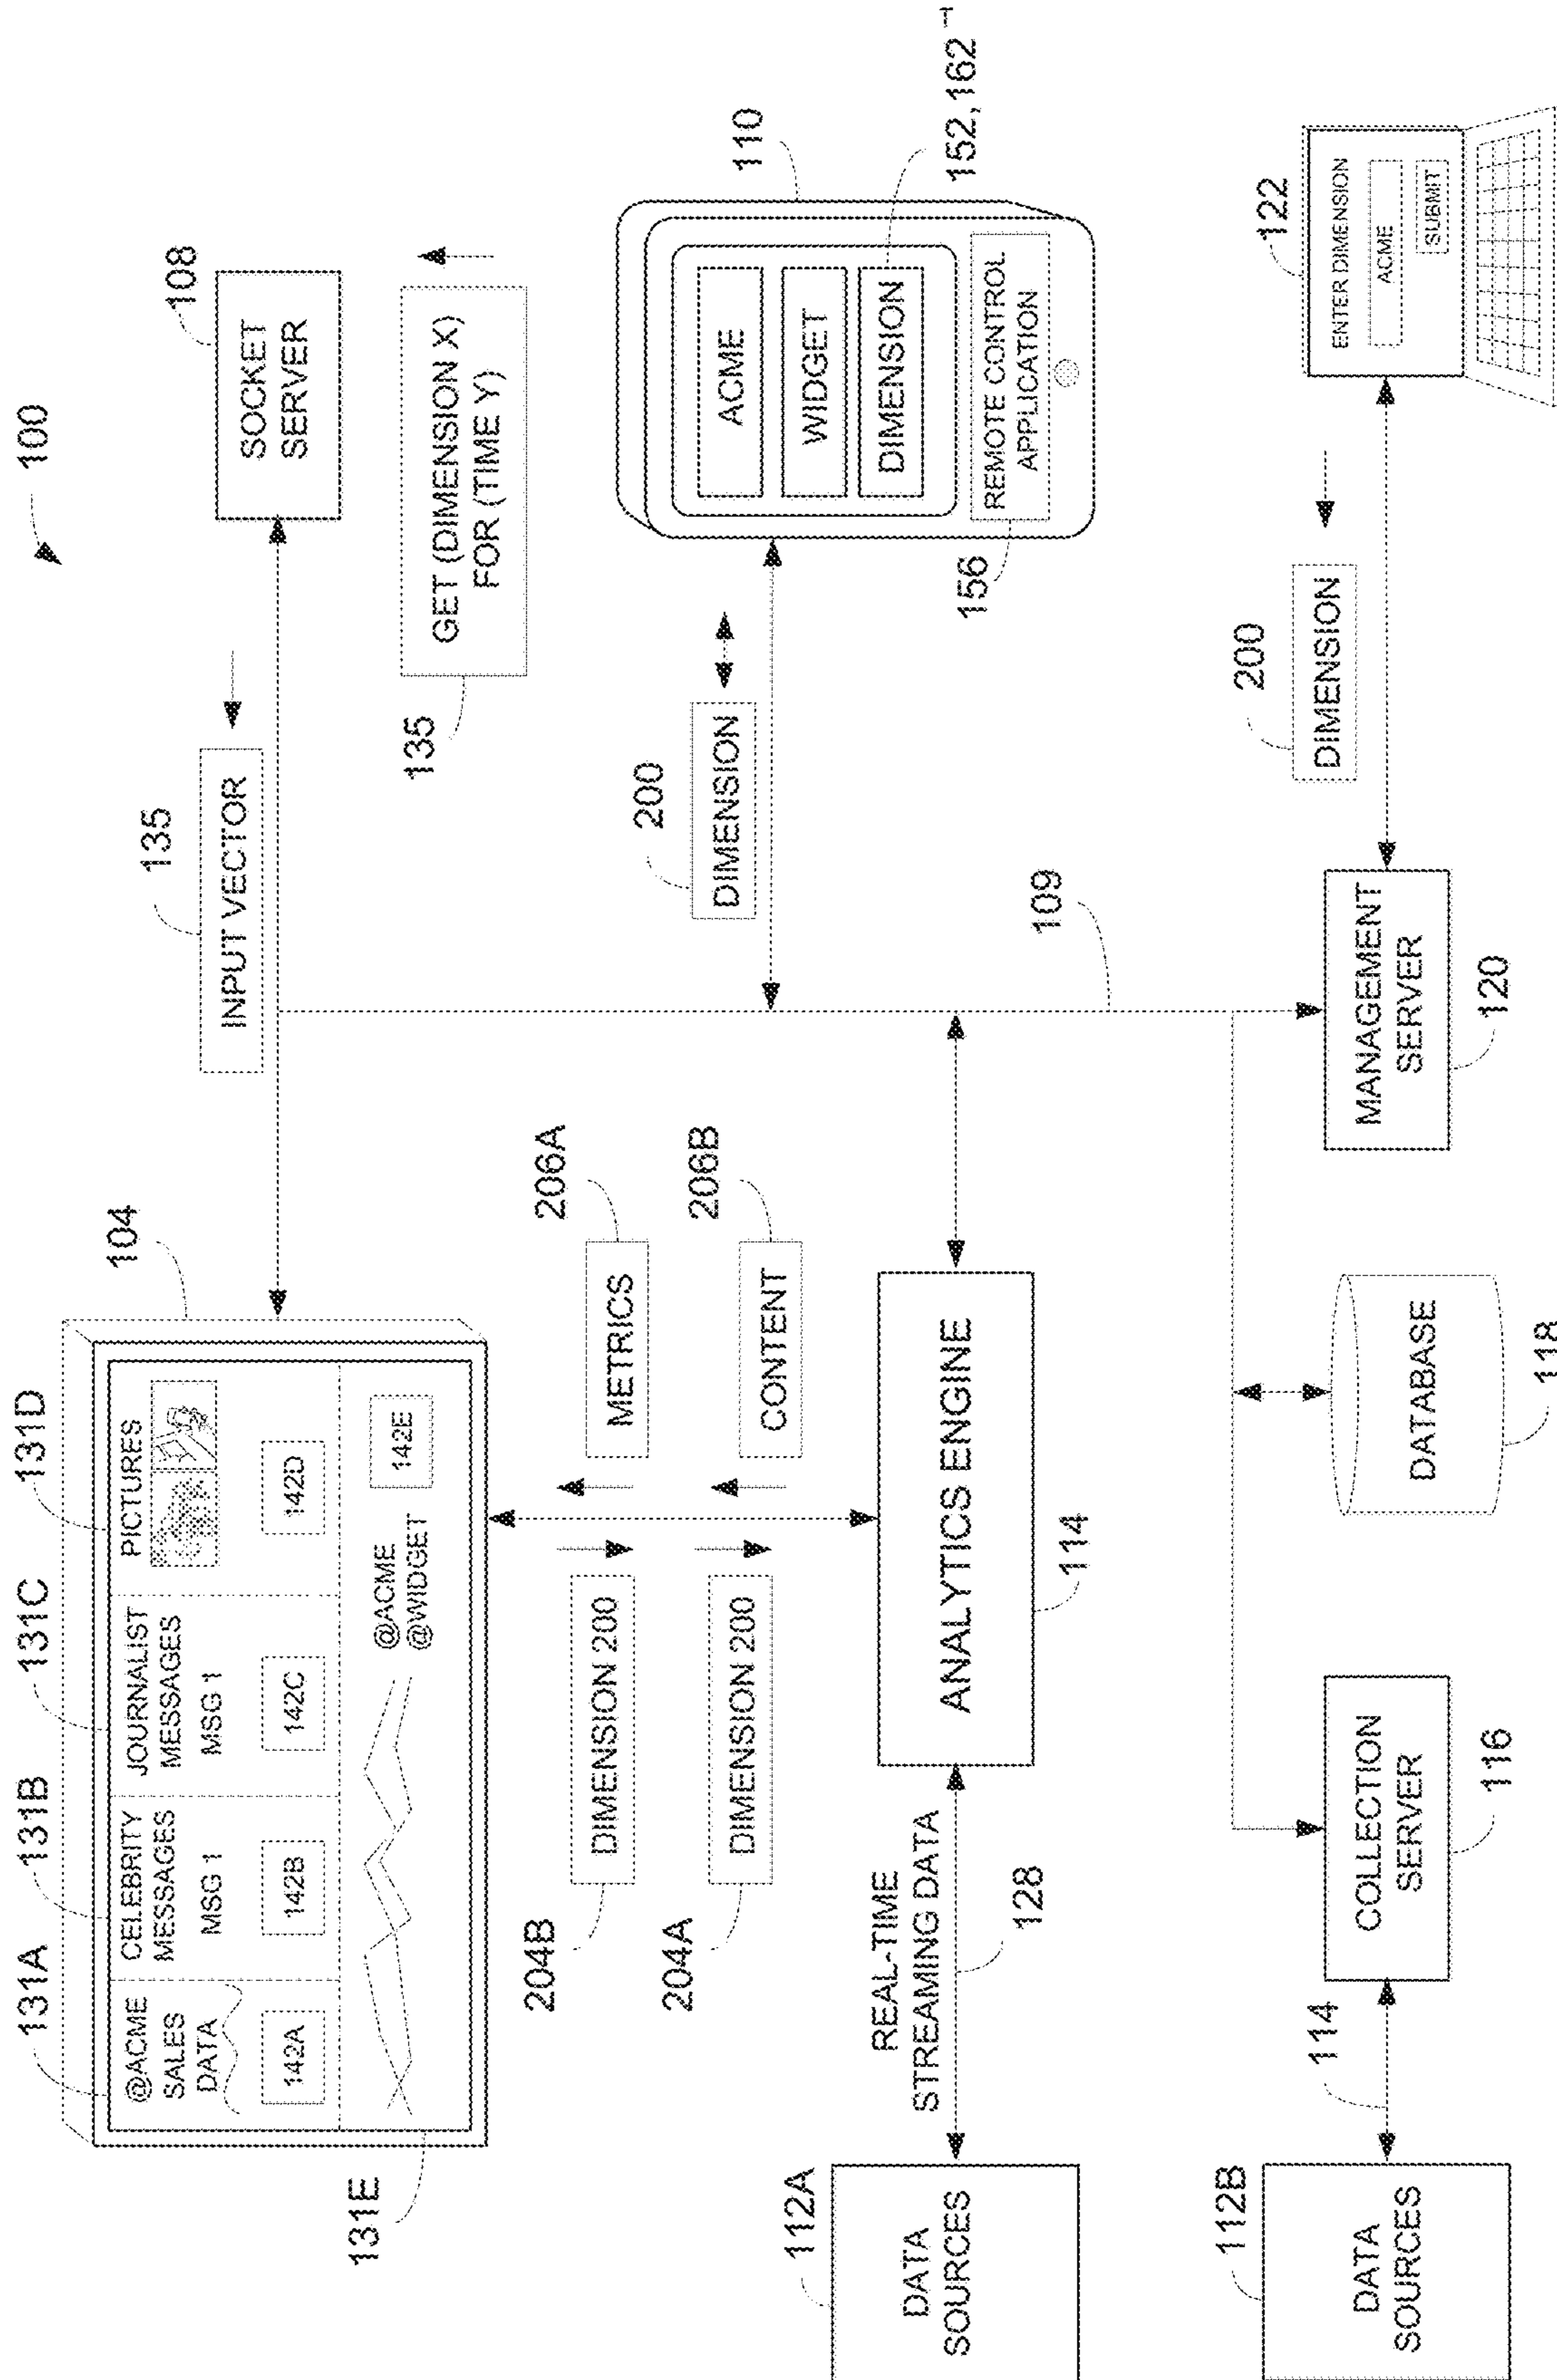 100
131A
131B
131C
131D
104
108
@ACME
SALES
DATA
142A
CELEBRITY
MESSAGES
MSG 1
142B
JOURNALIST
MESSAGES
MSG 1
142C
PICTURES
142D
@ACME
@WIDGET
142E
131E
135
INPUT VECTOR
SOCKET
SERVER
135
GET (DIMENSION X)
FOR (TIME Y)
204B
DIMENSION 200
204A
DIMENSION 200
METRICS
206A
CONTENT
206B
200
DIMENSION
110
ACME
WIDGET
DIMENSION
REMOTE CONTROL
APPLICATION
156
152,162
112A
DATA
SOURCES
REAL-TIME
STREAMING DATA
128
ANALYTICS ENGINE
114
109
112B
DATA
SOURCES
114
COLLECTION
SERVER
116
DATABASE
118
MANAGEMENT
SERVER
120
200
DIMENSION
122
ENTER DIMENSION
ACME
SUBMIT